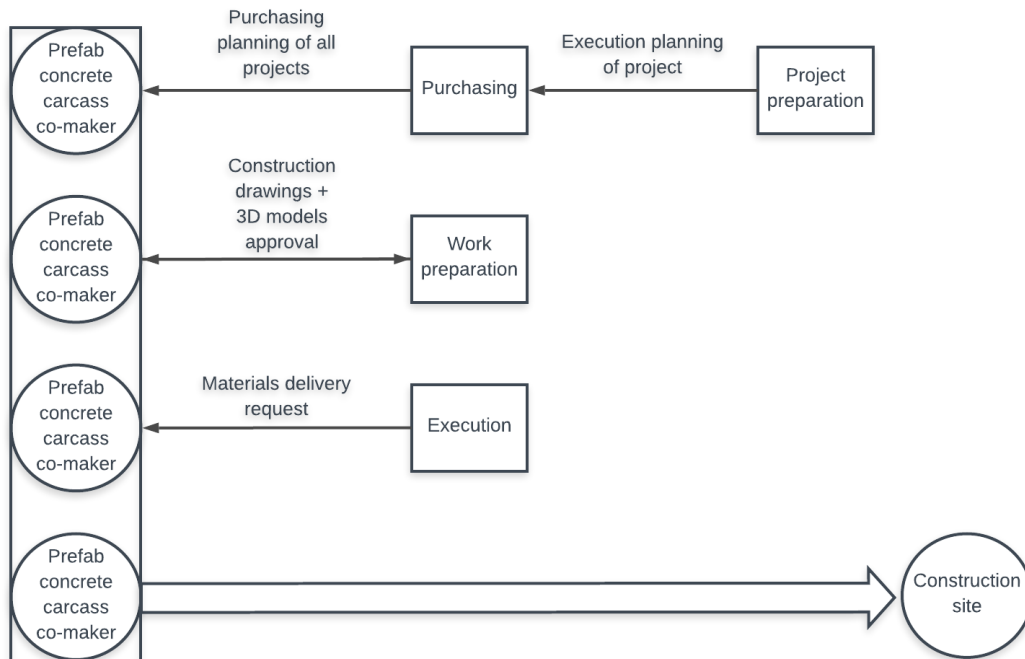 Prefab
concrete
carcass
co-maker
Purchasing
planning of all
projects
Purchasing
Execution planning
of project
Project
preparation
Prefab
concrete
carcass
co-maker
Construction
drawings +
3D models
approval
Work
preparation
Prefab
concrete
carcass
co-maker
Materials delivery
request
Execution
Prefab
concrete
carcass
co-maker
Construction
site